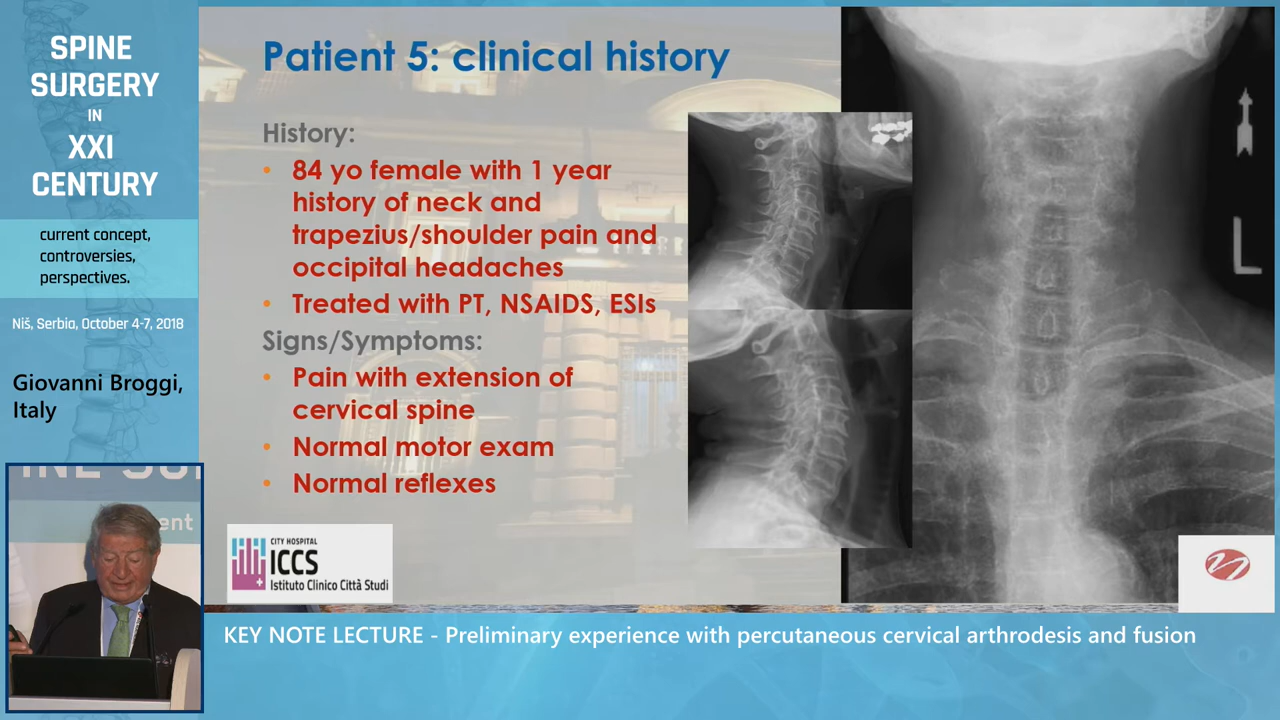 SPINE
SURGERY
IN
XXI
CENTURY
current concept,
controversies,
perspectives.
Niš, Serbia, October 4-7, 2018
Giovanni Broggi,
Italy
Patient 5: clinical history
History:
• 84 yo female with 1 year
history of neck and
trapezius/shoulder pain and
occipital headaches
• Treated with PT, NSAIDS, ESIs
Signs/Symptoms:
• Pain with extension of
cervical spine
• Normal motor exam
• Normal reflexes
L
CITY HOSPITAL
ICCS
Istituto Clinico Città Studi
KEY NOTE LECTURE - Preliminary experience with percutaneous cervical arthrodesis and fusion